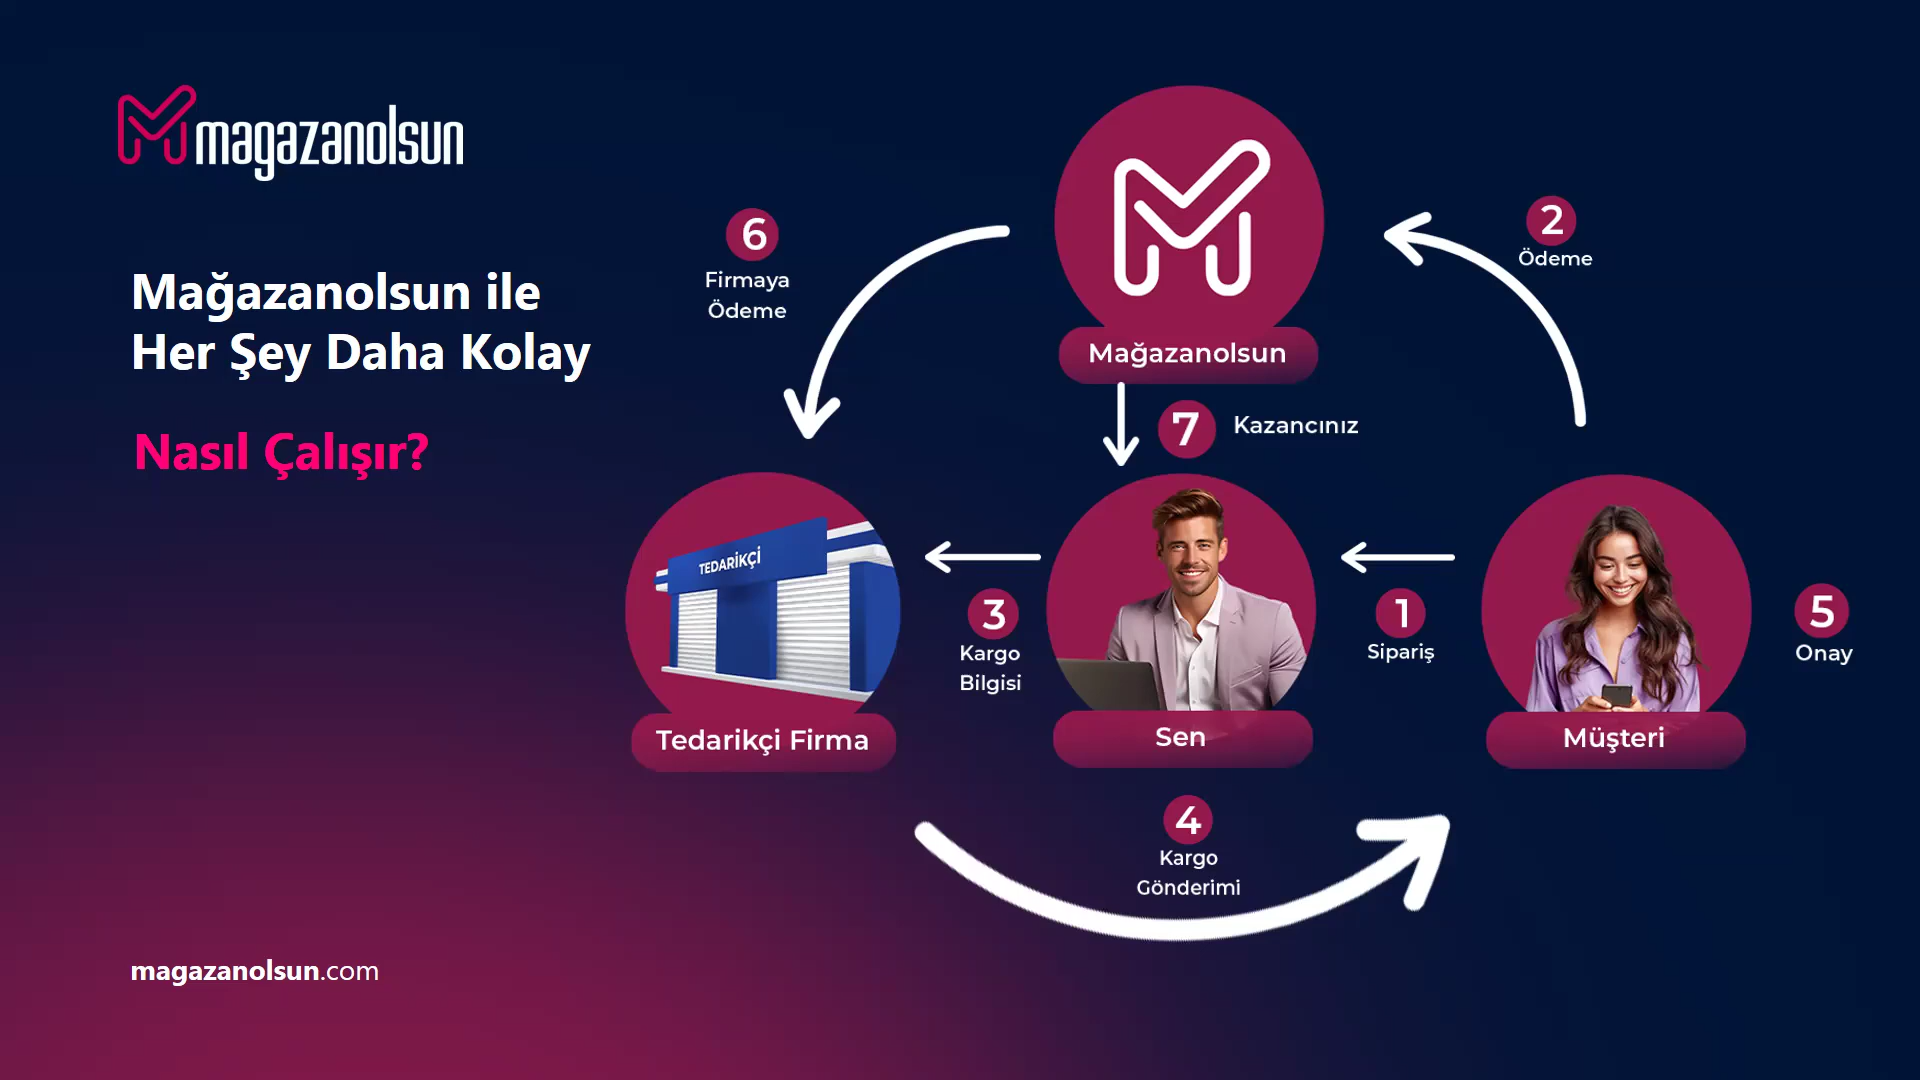 magazanolsun
Mağazanolsun ile
Her Şey Daha Kolay
Nasıl Çalışır?
6
Firmaya
Ödeme
Mağazanolsun
2
Ödeme
7
Kazancınız
TEDARİKÇİ
Tedarikçi Firma
3
Kargo
Bilgisi
Sen
1
Sipariş
Müşteri
5
Onay
4
Kargo
Gönderimi
magazanolsun.com